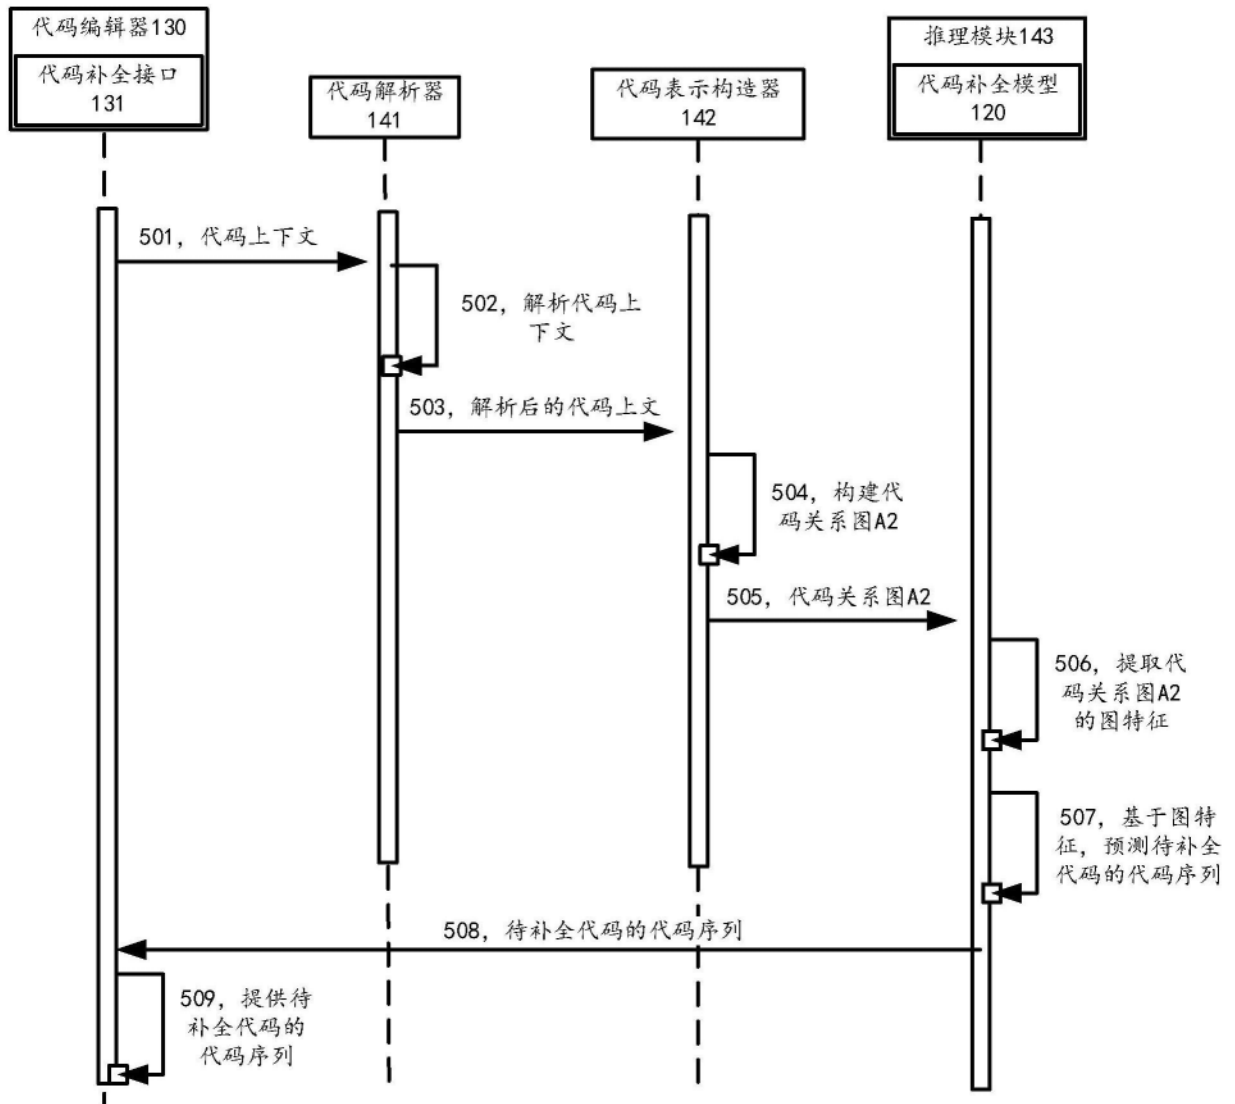 代码编辑器130
代码补全接口
131
代码解析器
141
代码表示构造器
142
推理模块143
代码补全模型
120
501，代码上下文
502，解析代码上
下文
503，解析后的代码上文
504，构建代
码关系图A2
505，代码关系图A2
506，提取代
码关系图A2
的图特征
507，基于图特
征，预测待补全
代码的代码序列
508，待补全代码的代码序列
509，提供待
补全代码的
代码序列